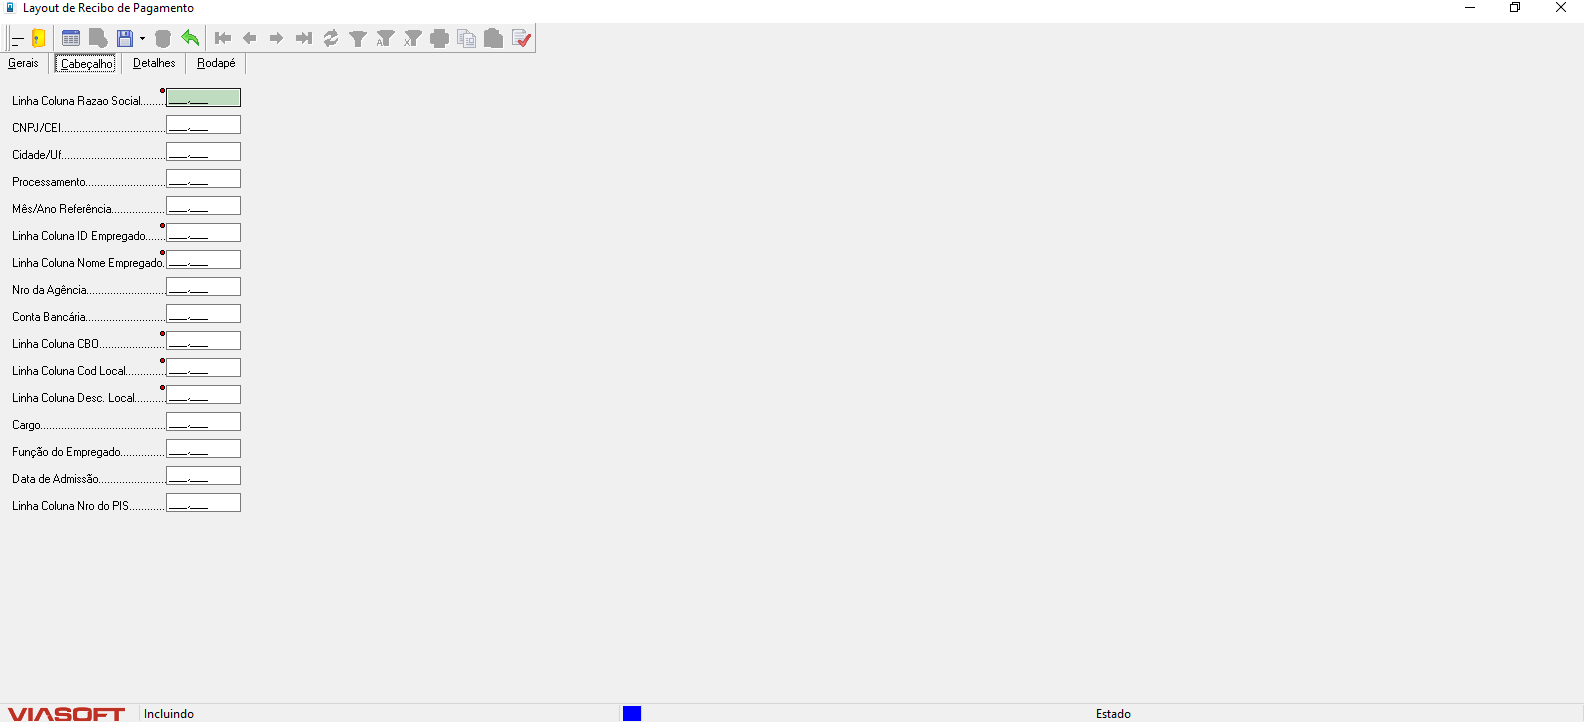 Layout de Recibo de Pagamento
Gerais Cabeçalho Detalhes Rodapé
Linha Coluna Razao Social........ ___,___
CNPJ/CEI.................................. ___,___
Cidade/Uf.................................. ___,___
Processamento.......................... ___,___
Mês/Ano Referência.................. ___,___
Linha Coluna ID Empregado...... ___,___
Linha Coluna Nome Empregado. ___,___
Nro da Agência.......................... ___,___
Conta Bancária.......................... ___,___
Linha Coluna CBO...................... ___,___
Linha Coluna Cod Local............. ___,___
Linha Coluna Desc. Local.......... ___,___
Cargo......................................... ___,___
Função do Empregado.............. ___,___
Data de Admissão...................... ___,___
Linha Coluna Nro do PIS............ ___,___
VIASOFT Incluindo Estado